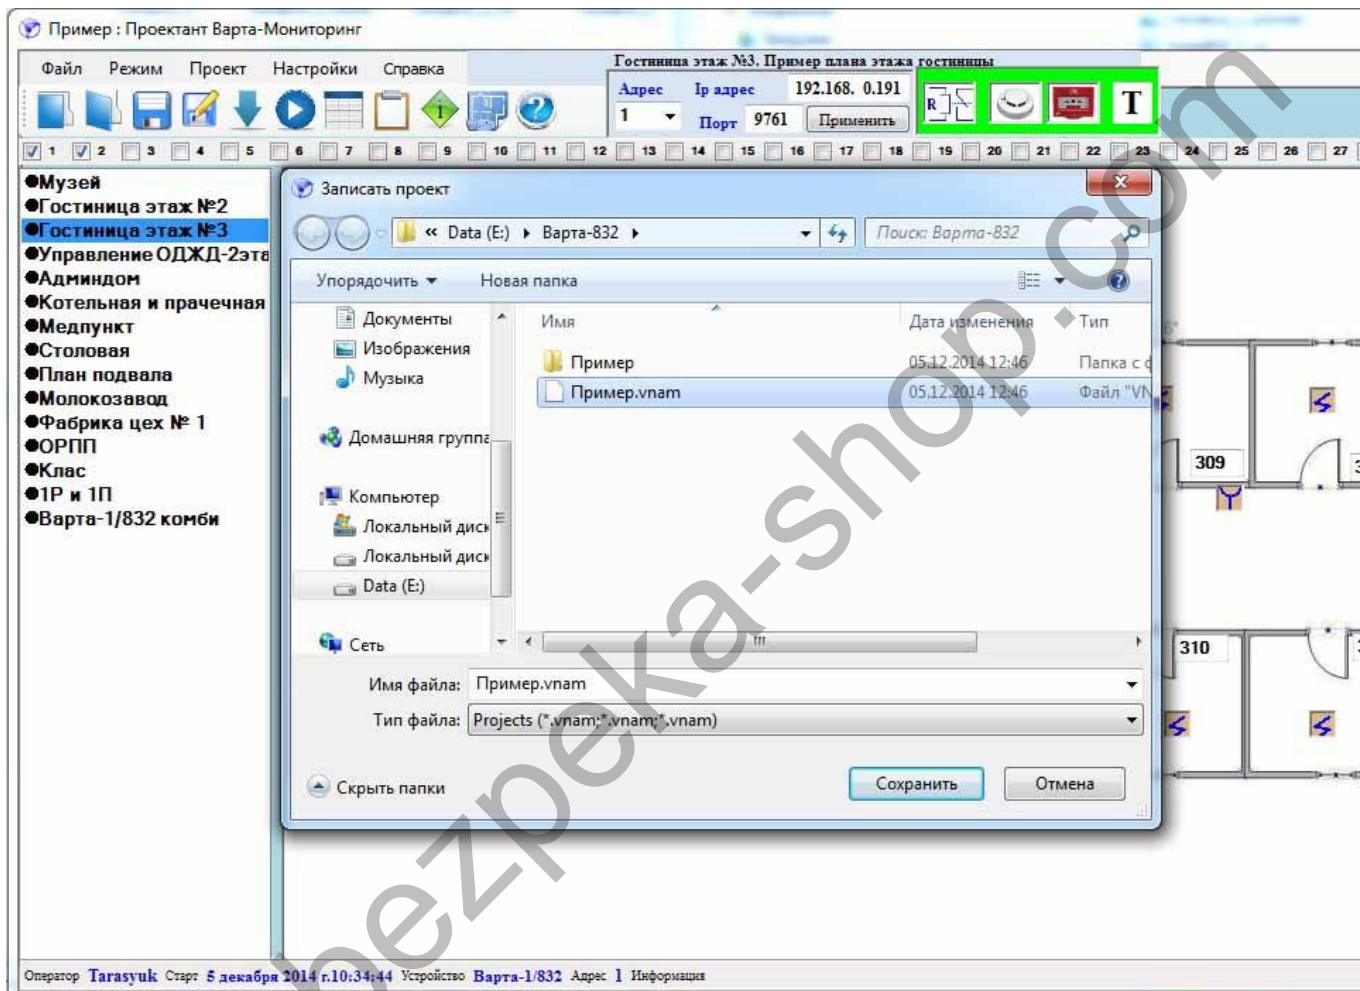 Пример : Проектант Варта-Мониторинг
Файл Режим Проект Настройки Справка
Гостиница этаж №3. Пример плана этажа гостиницы
Адрес Ip адрес 192.168. 0.191
1 Порт 9761 Применить
R T
1 2 3 4 5 6 7 8 9 10 11 12 13 14 15 16 17 18 19 20 21 22 23 24 25 26 27
●Музей
●Гостиница этаж №2
●Гостиница этаж №3
●Управление ОДЖД-2эта
●Админдом
●Котельная и прачечная
●Медпункт
●Столовая
●План подвала
●Молокозавод
●Фабрика цех № 1
●ОРПП
●Клас
●1Р и 1П
●Варта-1/832 комби
Записать проект
« Data (E:) ▸ Варта-832 ▸
Поиск: Варта-832
Упорядочить ▼ Новая папка
Документы
Изображения
Музыка
Домашняя группа
Компьютер
Локальный диск
Локальный диск
Data (E:)
Сеть
Имя Дата изменения Тип
Пример 05.12.2014 12:46 Папка с ф
Пример.vnam 05.12.2014 12:46 Файл "VN
Имя файла: Пример.vnam
Тип файла: Projects (*.vnam;*.vnam;*.vnam)
Скрыть папки Сохранить Отмена
309
310
Оператор Tarasyuk Старт 5 декабря 2014 г.10:34:44 Устройство Варта-1/832 Адрес 1 Информация
bezpeka-shop.com